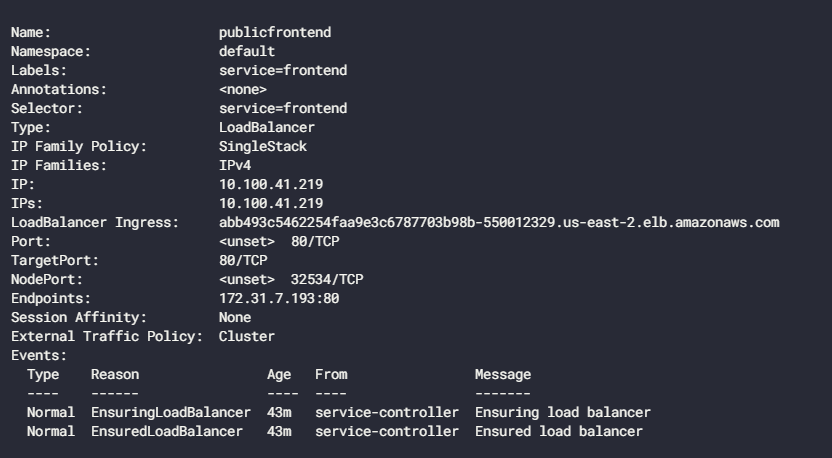 Name: publicfrontend
Namespace: default
Labels: service=frontend
Annotations: <none>
Selector: service=frontend
Type: LoadBalancer
IP Family Policy: SingleStack
IP Families: IPv4
IP: 10.100.41.219
IPs: 10.100.41.219
LoadBalancer Ingress: abb493c5462254faa9e3c6787703b98b-550012329.us-east-2.elb.amazonaws.com
Port: <unset> 80/TCP
TargetPort: 80/TCP
NodePort: <unset> 32534/TCP
Endpoints: 172.31.7.193:80
Session Affinity: None
External Traffic Policy: Cluster
Events:
Type Reason Age From Message
---- ------ ---- ---- -------
Normal EnsuringLoadBalancer 43m service-controller Ensuring load balancer
Normal EnsuredLoadBalancer 43m service-controller Ensured load balancer